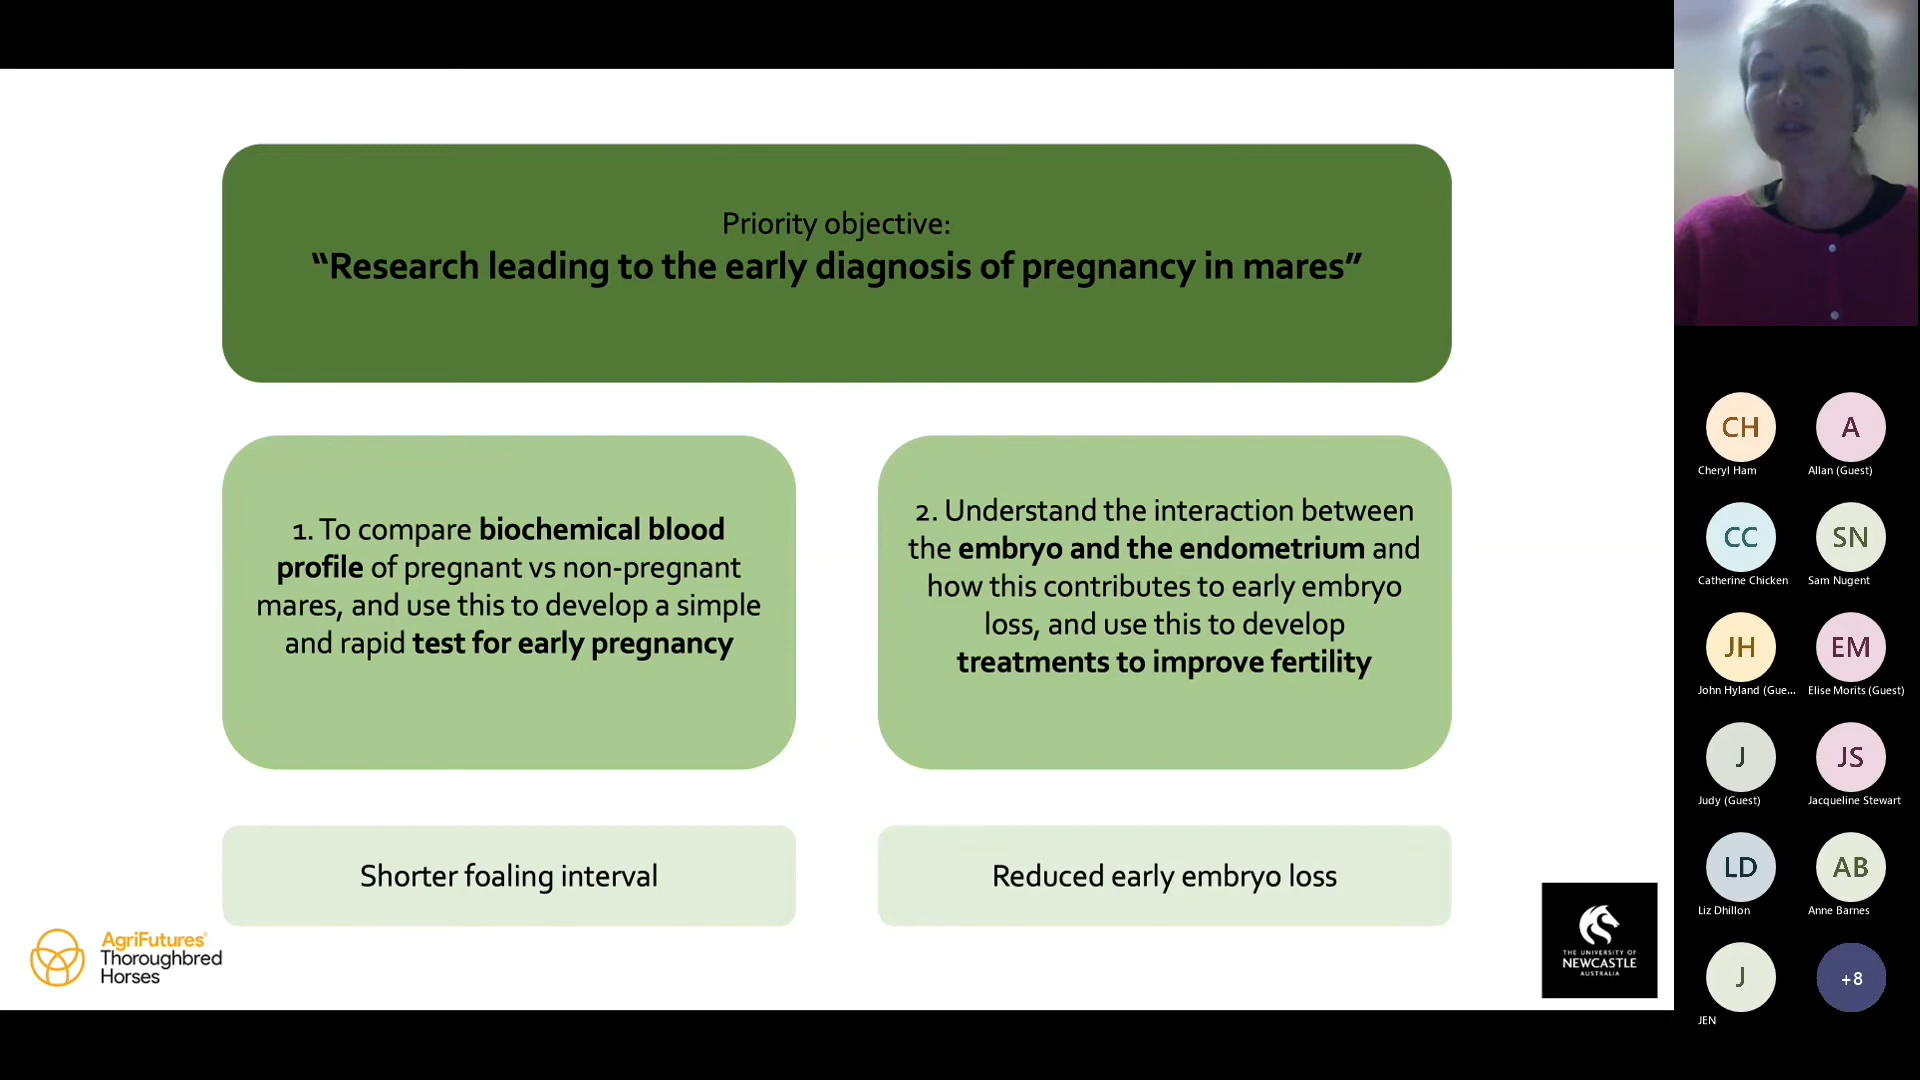 Priority objective:
“Research leading to the early diagnosis of pregnancy in mares”
1. To compare biochemical blood
profile of pregnant vs non-pregnant
mares, and use this to develop a simple
and rapid test for early pregnancy
2. Understand the interaction between
the embryo and the endometrium and
how this contributes to early embryo
loss, and use this to develop
treatments to improve fertility
Shorter foaling interval
Reduced early embryo loss
AgriFutures®
Thoroughbred
Horses
THE UNIVERSITY OF
NEWCASTLE
AUSTRALIA
CH
Cheryl Ham
A
Allan (Guest)
CC
Catherine Chicken
SN
Sam Nugent
JH
John Hyland (Gue...
EM
Elise Morits (Guest)
J
Judy (Guest)
JS
Jacqueline Stewart
LD
Liz Dhillon
AB
Anne Barnes
J
JEN
+8